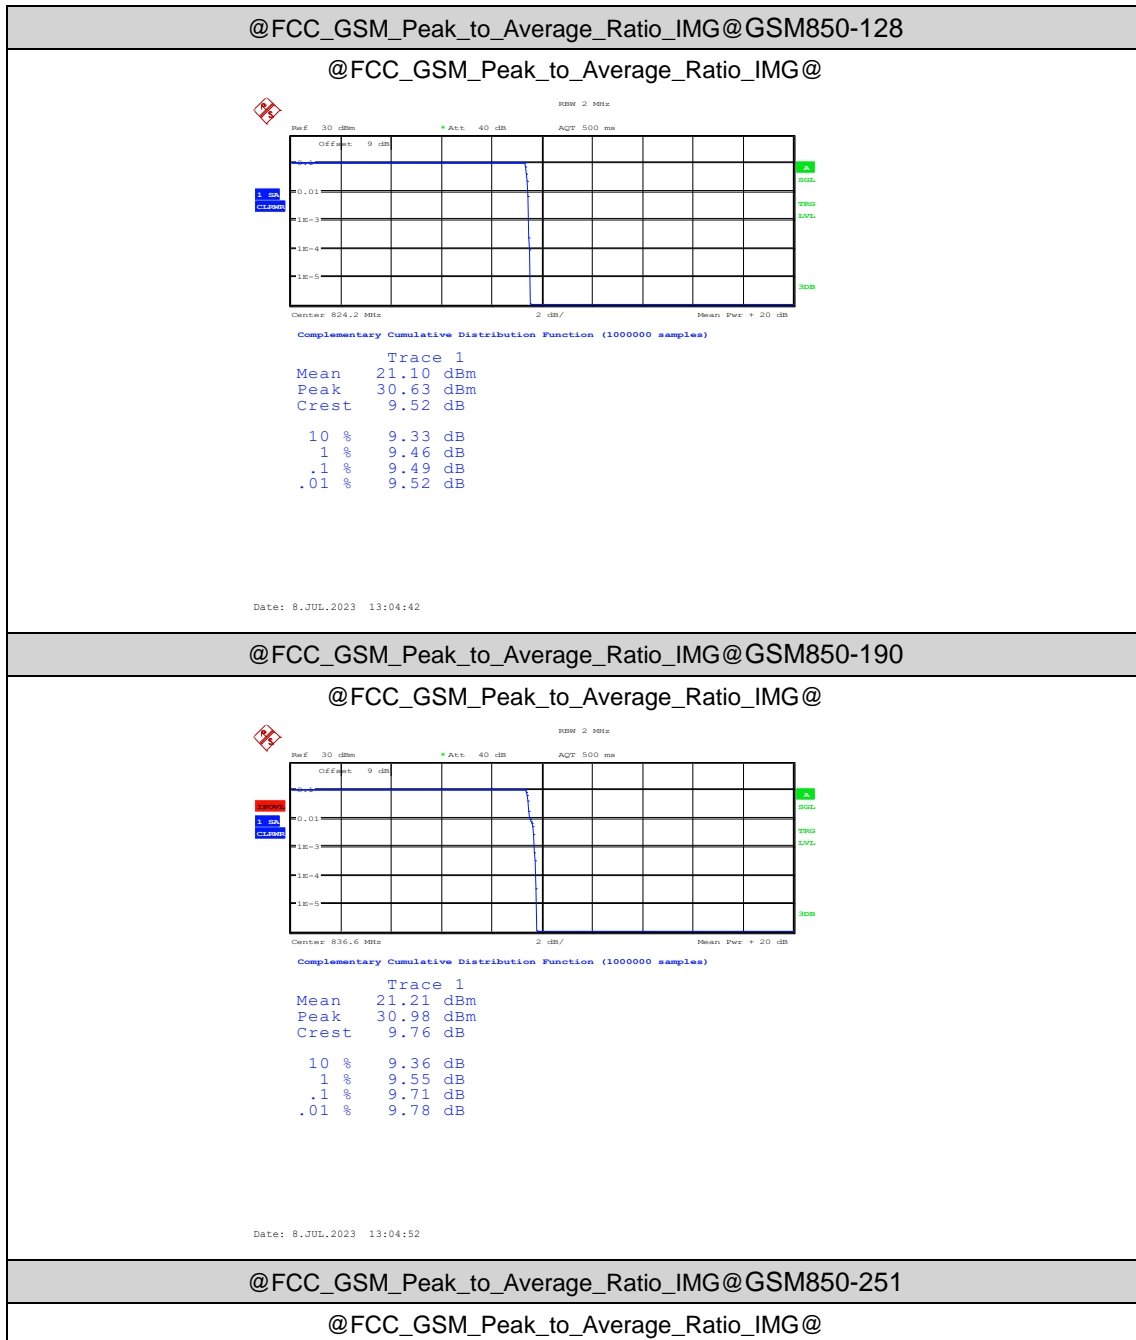 @FCC_GSM_Peak_to_Average_Ratio_IMG@GSM850-128
@FCC_GSM_Peak_to_Average_Ratio_IMG@
R/S
RBW 2 MHz
Ref 30 dBm *Att 40 dB AQT 500 ms
Offset 9 dB
0.1
A
SGL
1 SA
CLRWR
0.01
TRG
LVL
1E-3
1E-4
1E-5
3DB
Center 824.2 MHz 2 dB/ Mean Pwr + 20 dB
Complementary Cumulative Distribution Function (1000000 samples)
Trace 1
Mean 21.10 dBm
Peak 30.63 dBm
Crest 9.52 dB
10 % 9.33 dB
1 % 9.46 dB
.1 % 9.49 dB
.01 % 9.52 dB
Date: 8.JUL.2023 13:04:42
@FCC_GSM_Peak_to_Average_Ratio_IMG@GSM850-190
@FCC_GSM_Peak_to_Average_Ratio_IMG@
R/S
RBW 2 MHz
Ref 30 dBm *Att 40 dB AQT 500 ms
Offset 9 dB
0.1
A
IFOVL
SGL
1 SA
CLRWR
0.01
TRG
LVL
1E-3
1E-4
1E-5
3DB
Center 836.6 MHz 2 dB/ Mean Pwr + 20 dB
Complementary Cumulative Distribution Function (1000000 samples)
Trace 1
Mean 21.21 dBm
Peak 30.98 dBm
Crest 9.76 dB
10 % 9.36 dB
1 % 9.55 dB
.1 % 9.71 dB
.01 % 9.78 dB
Date: 8.JUL.2023 13:04:52
@FCC_GSM_Peak_to_Average_Ratio_IMG@GSM850-251
@FCC_GSM_Peak_to_Average_Ratio_IMG@